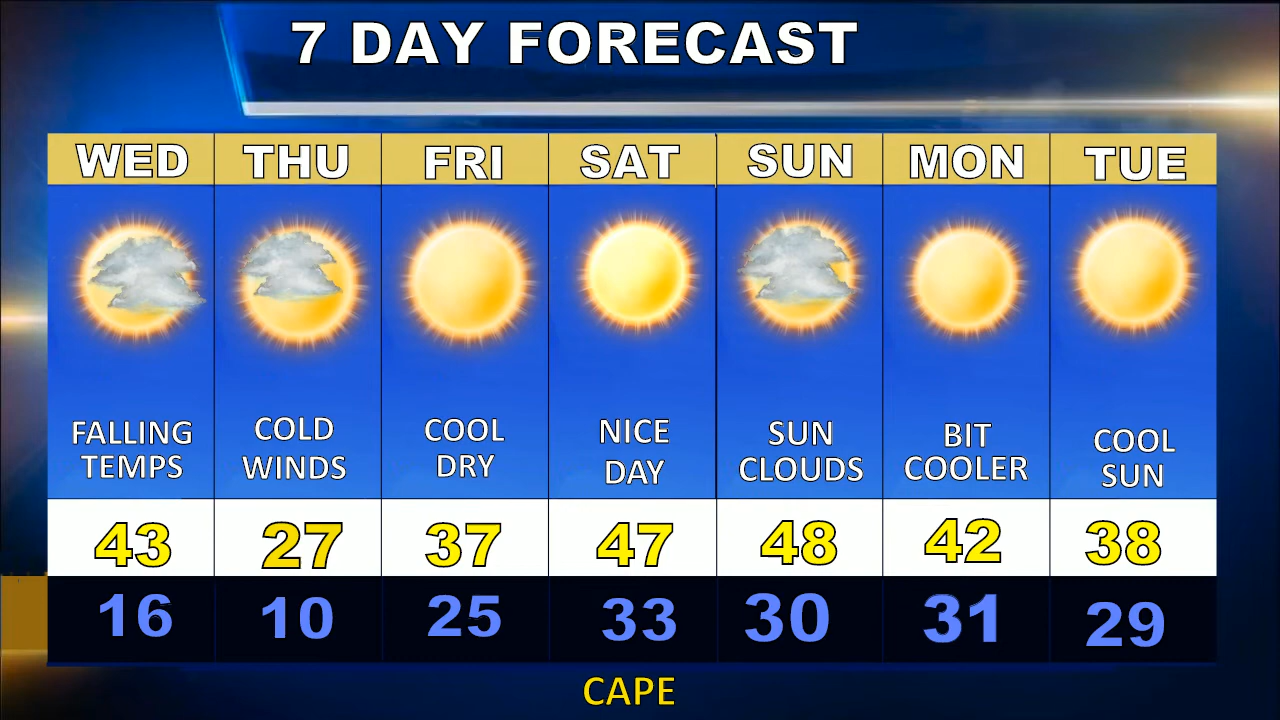 7 DAY FORECAST
WED THU FRI SAT SUN MON TUE
FALLING TEMPS
COLD WINDS
COOL DRY
NICE DAY
SUN CLOUDS
BIT COOLER
COOL SUN
43 27 37 47 48 42 38
16 10 25 33 30 31 29
CAPE